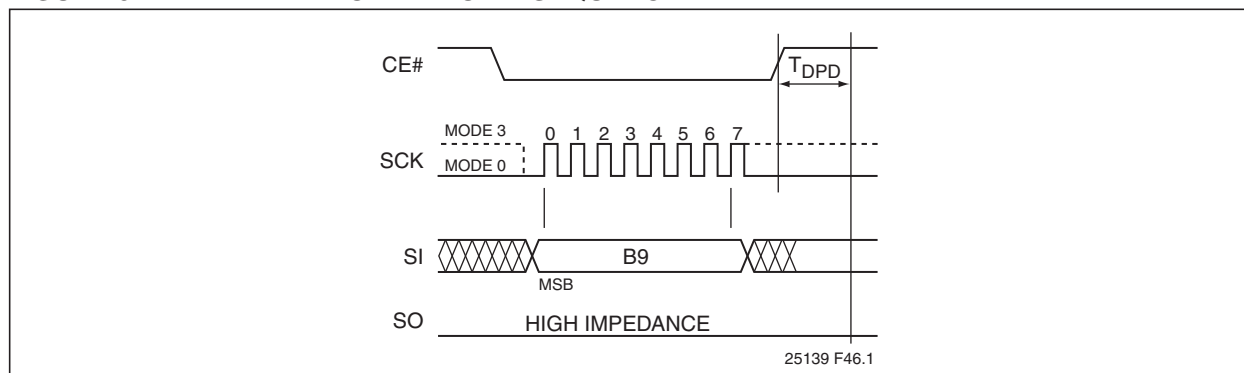 CE#
TDPD
MODE 3
0 1 2 3 4 5 6 7
SCK
MODE 0
SI
B9
MSB
SO
HIGH IMPEDANCE
25139 F46.1